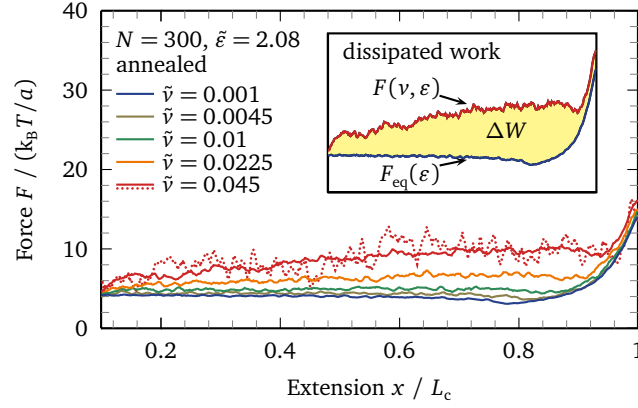 N = 300, ε̃ = 2.08
annealed
ṽ = 0.001
ṽ = 0.0045
ṽ = 0.01
ṽ = 0.0225
ṽ = 0.045
dissipated work
F(v, ε)
ΔW
F_eq(ε)
Force F / (k_B T/a)
40
30
20
10
0
0.2 0.4 0.6 0.8 1
Extension x / L_c